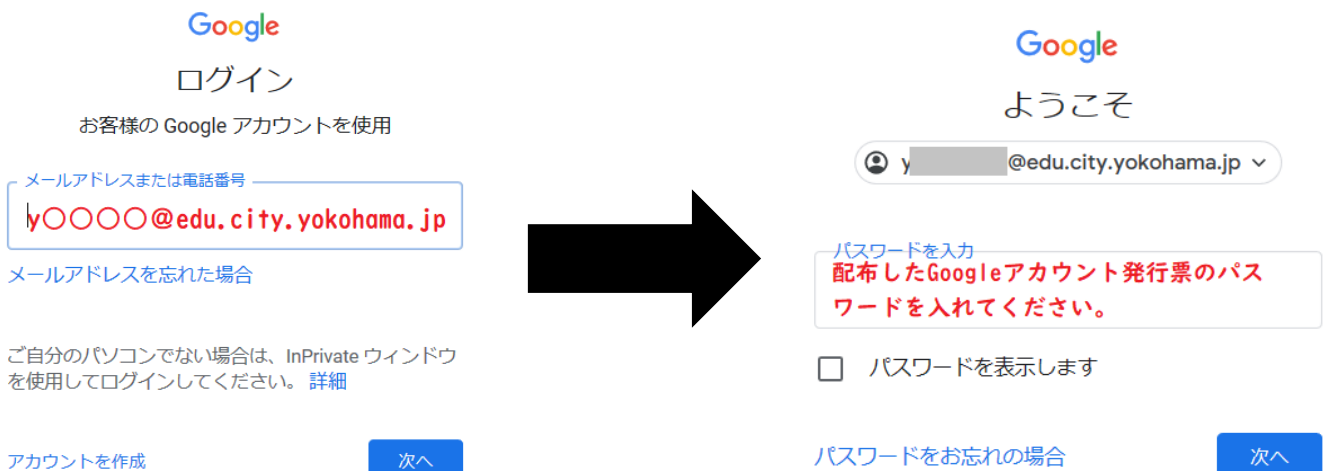 Google
ログイン
お客様の Google アカウントを使用
メールアドレスまたは電話番号
y〇〇〇〇@edu.city.yokohama.jp
メールアドレスを忘れた場合
ご自分のパソコンでない場合は、InPrivate ウィンドウ
を使用してログインしてください。 詳細
アカウントを作成
次へ
Google
ようこそ
y @edu.city.yokohama.jp
パスワードを入力
配布したGoogleアカウント発行票のパス
ワードを入れてください。
パスワードを表示します
パスワードをお忘れの場合
次へ